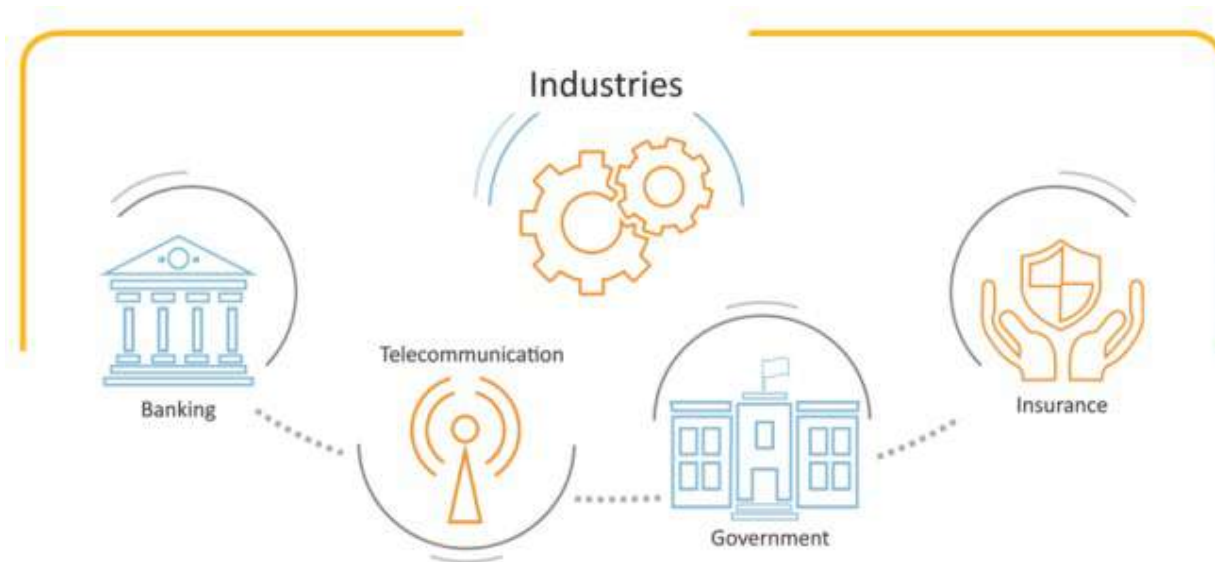 Industries
Banking
Telecommunication
Government
Insurance